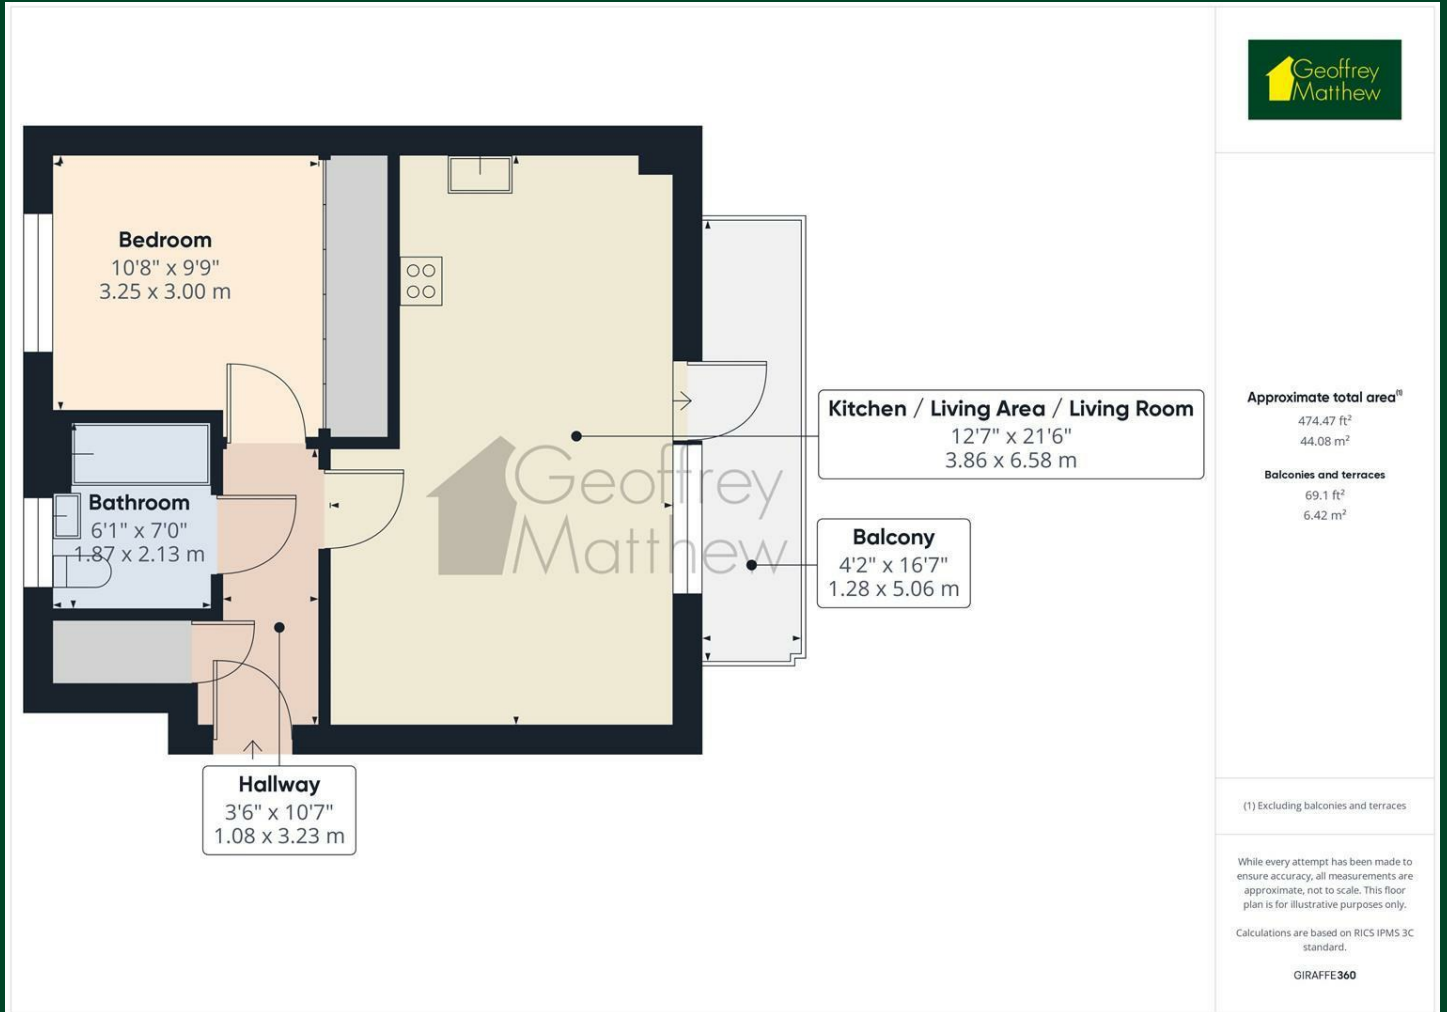 Geoffrey
Matthew
Bedroom
10'8" x 9'9"
3.25 x 3.00 m
Kitchen / Living Area / Living Room
12'7" x 21'6"
3.86 x 6.58 m
Geoffrey
Matthew
Bathroom
6'1" x 7'0"
1.87 x 2.13 m
Balcony
4'2" x 16'7"
1.28 x 5.06 m
Hallway
3'6" x 10'7"
1.08 x 3.23 m
Approximate total area(1)
474.47 ft²
44.08 m²
Balconies and terraces
69.1 ft²
6.42 m²
(1) Excluding balconies and terraces
While every attempt has been made to
ensure accuracy, all measurements are
approximate, not to scale. This floor
plan is for illustrative purposes only.
Calculations are based on RICS IPMS 3C
standard.
GIRAFFE360